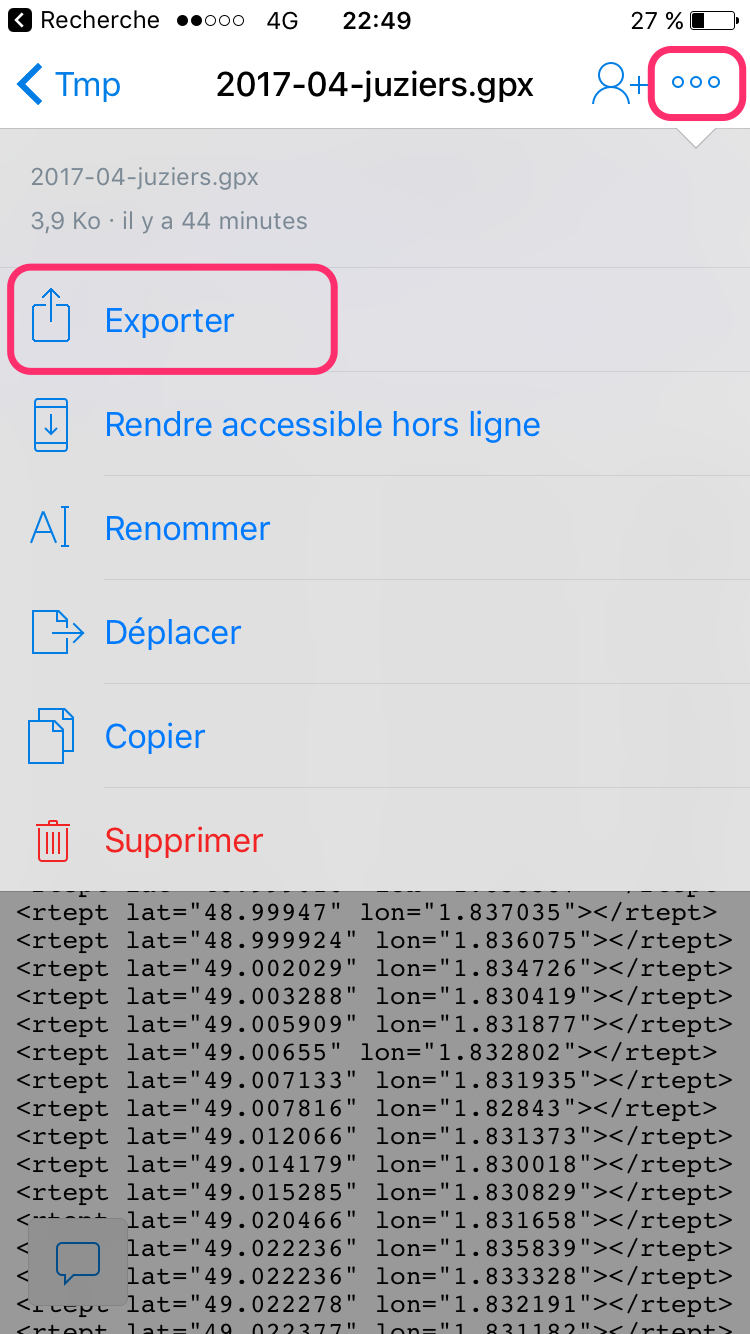 Recherche 4G 22:49 27 %
Tmp 2017-04-juziers.gpx
2017-04-juziers.gpx
3,9 Ko · il y a 44 minutes
Exporter
Rendre accessible hors ligne
Renommer
Déplacer
Copier
Supprimer
<rtept lat="48.99947" lon="1.837035"></rtept>
<rtept lat="48.999924" lon="1.836075"></rtept>
<rtept lat="49.002029" lon="1.834726"></rtept>
<rtept lat="49.003288" lon="1.830419"></rtept>
<rtept lat="49.005909" lon="1.831877"></rtept>
<rtept lat="49.00655" lon="1.832802"></rtept>
<rtept lat="49.007133" lon="1.831935"></rtept>
<rtept lat="49.007816" lon="1.82843"></rtept>
<rtept lat="49.012066" lon="1.831373"></rtept>
<rtept lat="49.014179" lon="1.830018"></rtept>
<rtept lat="49.015285" lon="1.830829"></rtept>
lat="49.020466" lon="1.831658"></rtept>
lat="49.022236" lon="1.835839"></rtept>
lat="49.022236" lon="1.833328"></rtept>
<rtept lat="49.022278" lon="1.832191"></rtept>
<rtept lat="49.022377" lon="1.831182"></rtept>